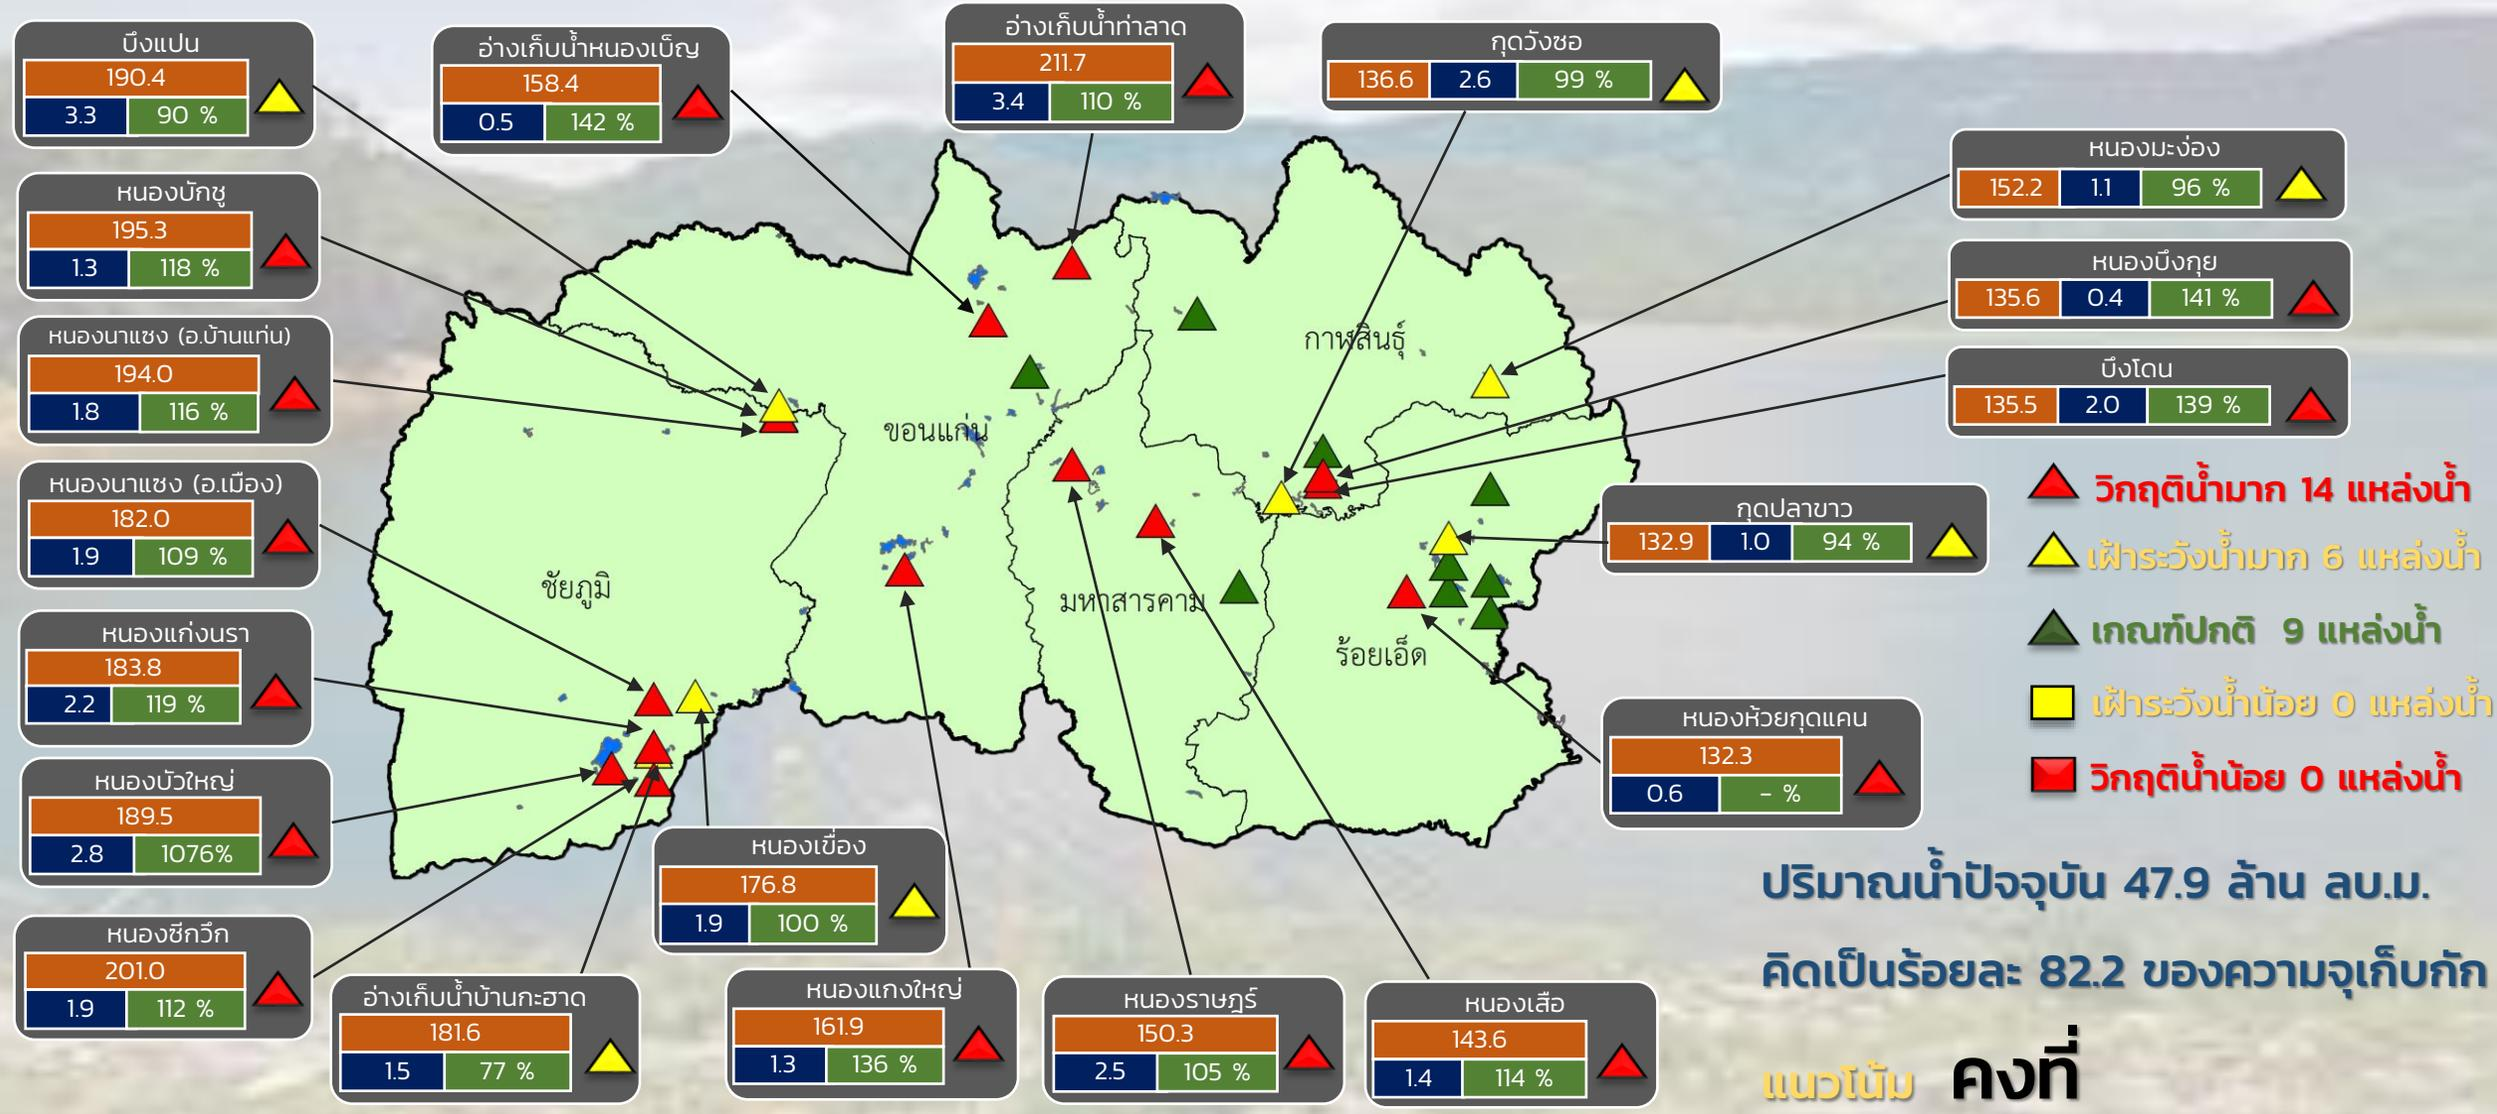 บึงแปน
190.4
3.3 90 %
อ่างเก็บน้ำหนองเบ็ญ
158.4
0.5 142 %
อ่างเก็บน้ำท่าลาด
211.7
3.4 110 %
กุดวังซอ
136.6 2.6 99 %
หนองบักชู
195.3
1.3 118 %
หนองมะง่อง
152.2 1.1 96 %
หนองบึงกุย
135.6 0.4 141 %
บึงโดน
135.5 2.0 139 %
หนองนาแซง (อ.บ้านแท่น)
194.0
1.8 116 %
หนองนาแซง (อ.เมือง)
182.0
1.9 109 %
หนองแก่งนรา
183.8
2.2 119 %
หนองบัวใหญ่
189.5
2.8 1076%
หนองซีกวึก
201.0
1.9 112 %
กาฬสินธุ์
ขอนแก่น
ชัยภูมิ
มหาสารคาม
ร้อยเอ็ด
กุดปลาขาว
132.9 1.0 94 %
หนองห้วยกุดแคน
132.3
0.6 - %
หนองเขื่อง
176.8
1.9 100 %
อ่างเก็บน้ำบ้านกะฮาด
181.6
1.5 77 %
หนองแกงใหญ่
161.9
1.3 136 %
หนองราษฎร์
150.3
2.5 105 %
หนองเสือ
143.6
1.4 114 %
วิกฤติน้ำมาก 14 แหล่งน้ำ
เฝ้าระวังน้ำมาก 6 แหล่งน้ำ
เกณฑ์ปกติ 9 แหล่งน้ำ
เฝ้าระวังน้ำน้อย 0 แหล่งน้ำ
วิกฤติน้ำน้อย 0 แหล่งน้ำ
ปริมาณน้ำปัจจุบัน 47.9 ล้าน ลบ.ม.
คิดเป็นร้อยละ 82.2 ของความจุเก็บกัก
แนวโน้ม คงที่